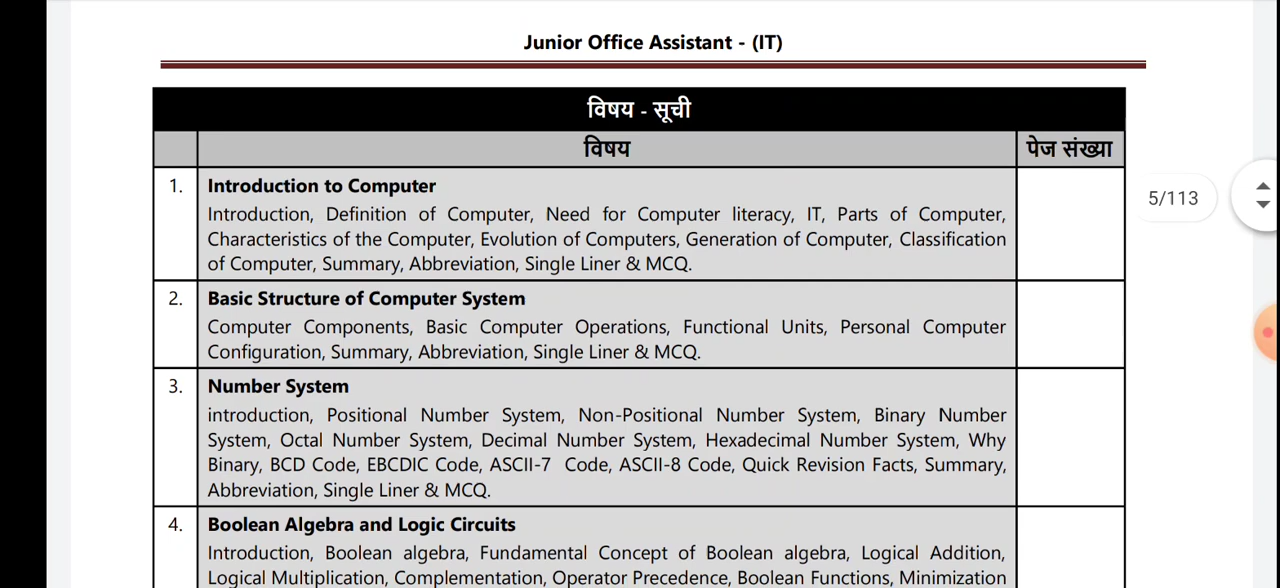 Junior Office Assistant - (IT)
विषय - सूची
विषय पेज संख्या
1. Introduction to Computer
Introduction, Definition of Computer, Need for Computer literacy, IT, Parts of Computer,
Characteristics of the Computer, Evolution of Computers, Generation of Computer, Classification
of Computer, Summary, Abbreviation, Single Liner & MCQ.
5/113
2. Basic Structure of Computer System
Computer Components, Basic Computer Operations, Functional Units, Personal Computer
Configuration, Summary, Abbreviation, Single Liner & MCQ.
3. Number System
introduction, Positional Number System, Non-Positional Number System, Binary Number
System, Octal Number System, Decimal Number System, Hexadecimal Number System, Why
Binary, BCD Code, EBCDIC Code, ASCII-7 Code, ASCII-8 Code, Quick Revision Facts, Summary,
Abbreviation, Single Liner & MCQ.
4. Boolean Algebra and Logic Circuits
Introduction, Boolean algebra, Fundamental Concept of Boolean algebra, Logical Addition,
Logical Multiplication, Complementation, Operator Precedence, Boolean Functions, Minimization